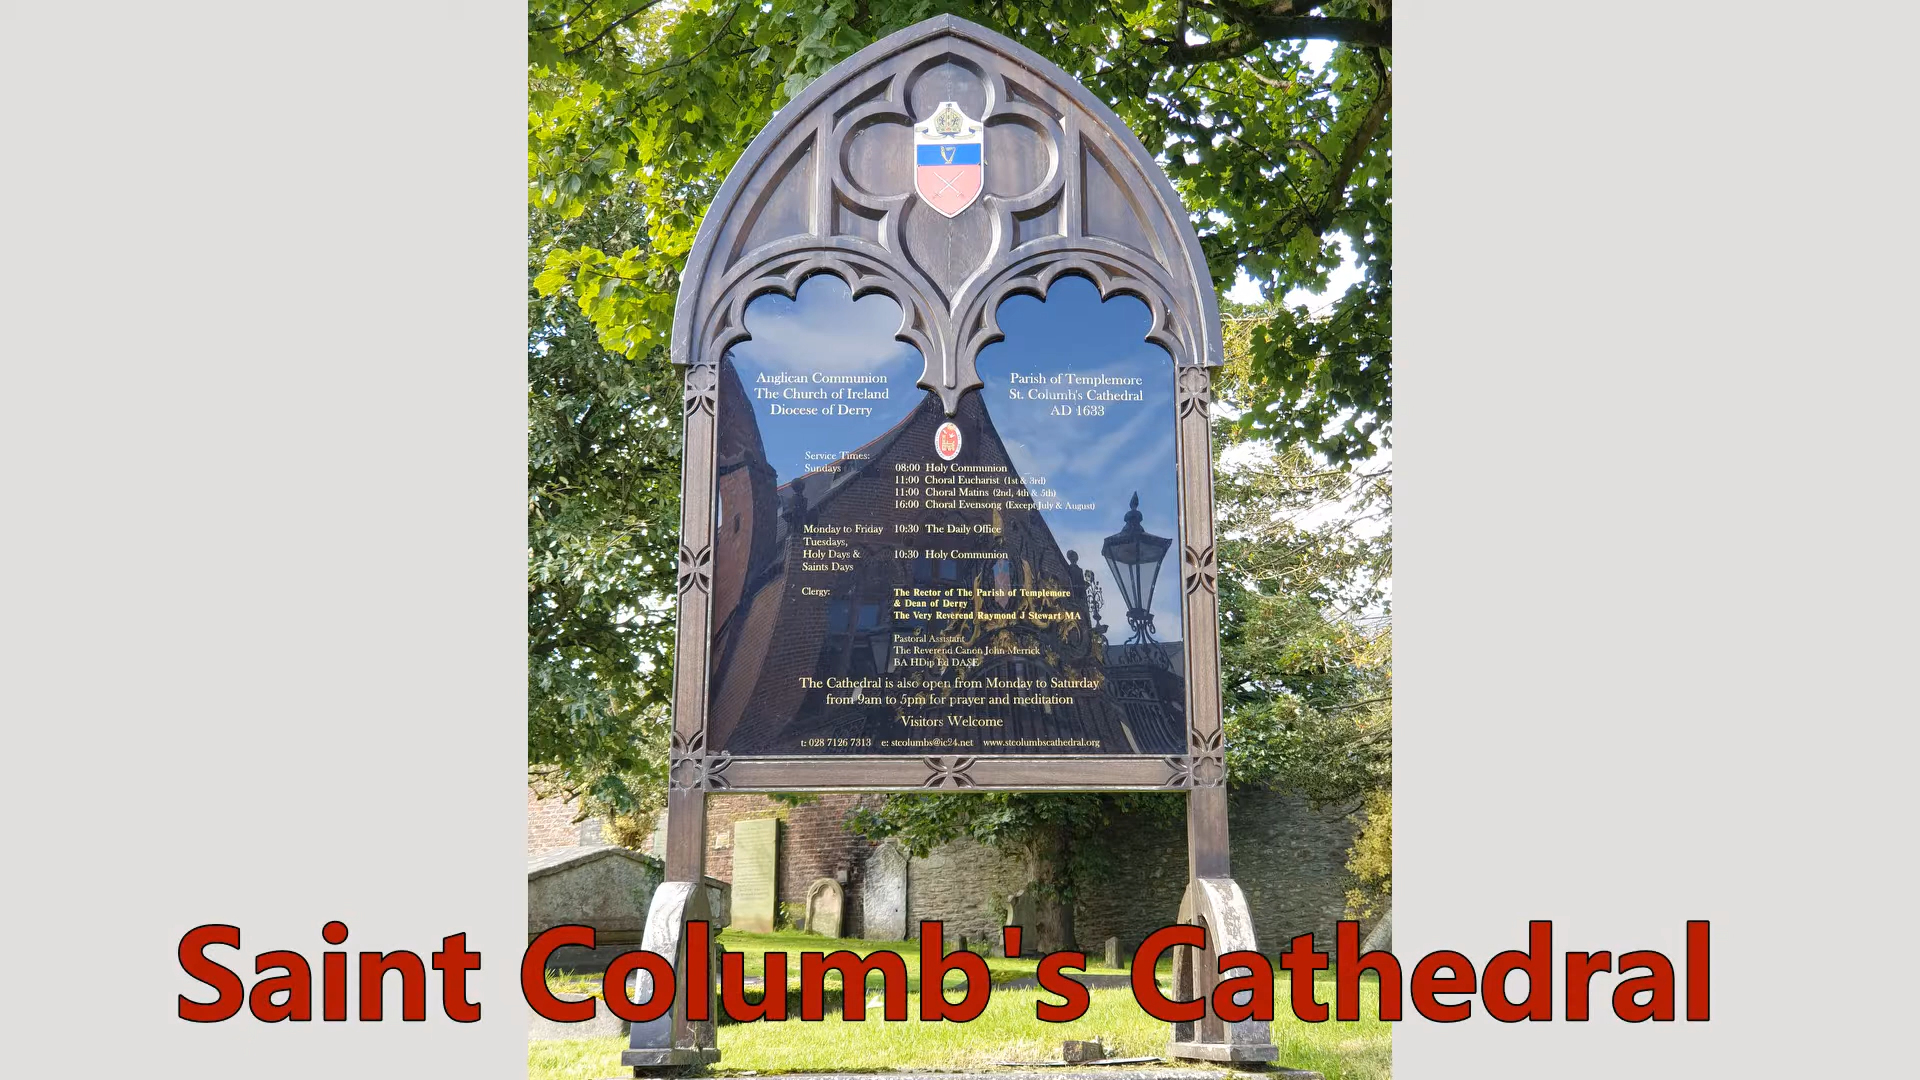 Anglican Communion
The Church of Ireland
Diocese of Derry
Parish of Templemore
St. Columb's Cathedral
AD 1633
Service Times:
Sundays 08:00 Holy Communion
11:00 Choral Eucharist (1st & 3rd)
11:00 Choral Matins (2nd, 4th & 5th)
16:00 Choral Evensong (Except July & August)
Monday to Friday 10:30 The Daily Office
Tuesdays,
Holy Days & 10:30 Holy Communion
Saints Days
Clergy: The Rector of The Parish of Templemore
& Dean of Derry
The Very Reverend Raymond J Stewart MA
Pastoral Assistant
The Reverend Canon John Merrick
BA HDip Ed DASE
The Cathedral is also open from Monday to Saturday
from 9am to 5pm for prayer and meditation
Visitors Welcome
t: 028 7126 7313 e: stcolumbs@ic24.net www.stcolumbscathedral.org
Saint Columb's Cathedral